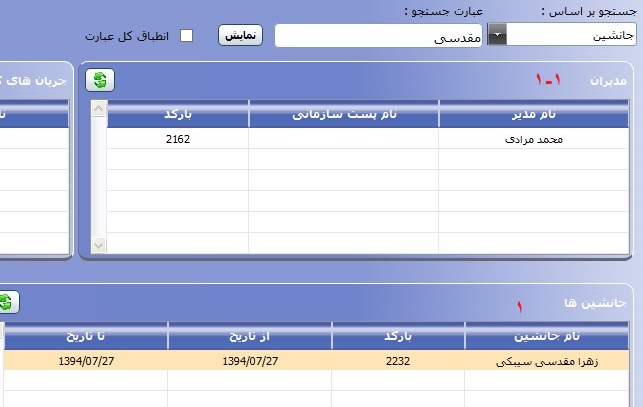 جستجو بر اساس : عبارت جستجو :
جانشین مقدسی نمایش انطباق کل عبارت
مدیران ۱-۱ جریان های
نام مدیر نام پست سازمانی بارکد
محمد مرادی 2162
جانشین ها ۱
نام جانشین بارکد از تاریخ تا تاریخ
زهرا مقدسی سیبکی 2232 1394/07/27 1394/07/27